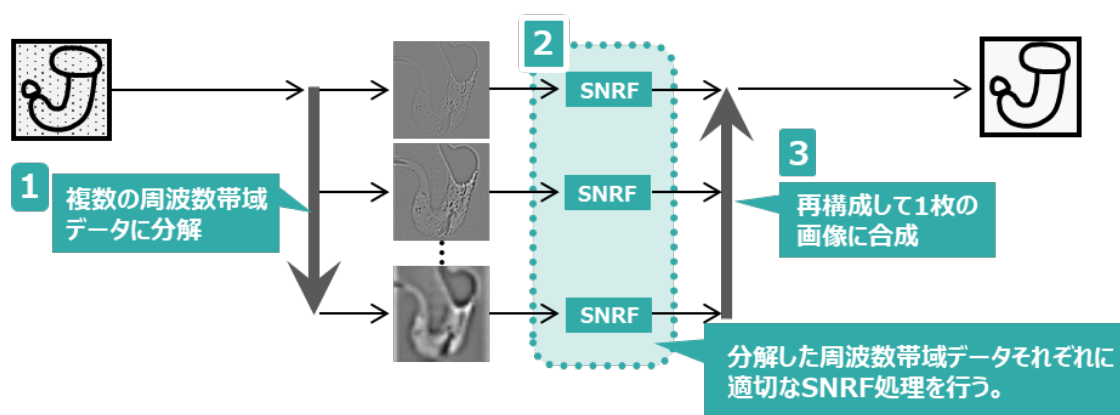 1
複数の周波数帯域
データに分解
2
SNRF
SNRF
SNRF
3
再構成して1枚の
画像に合成
分解した周波数帯域データそれぞれに
適切なSNRF処理を行う。